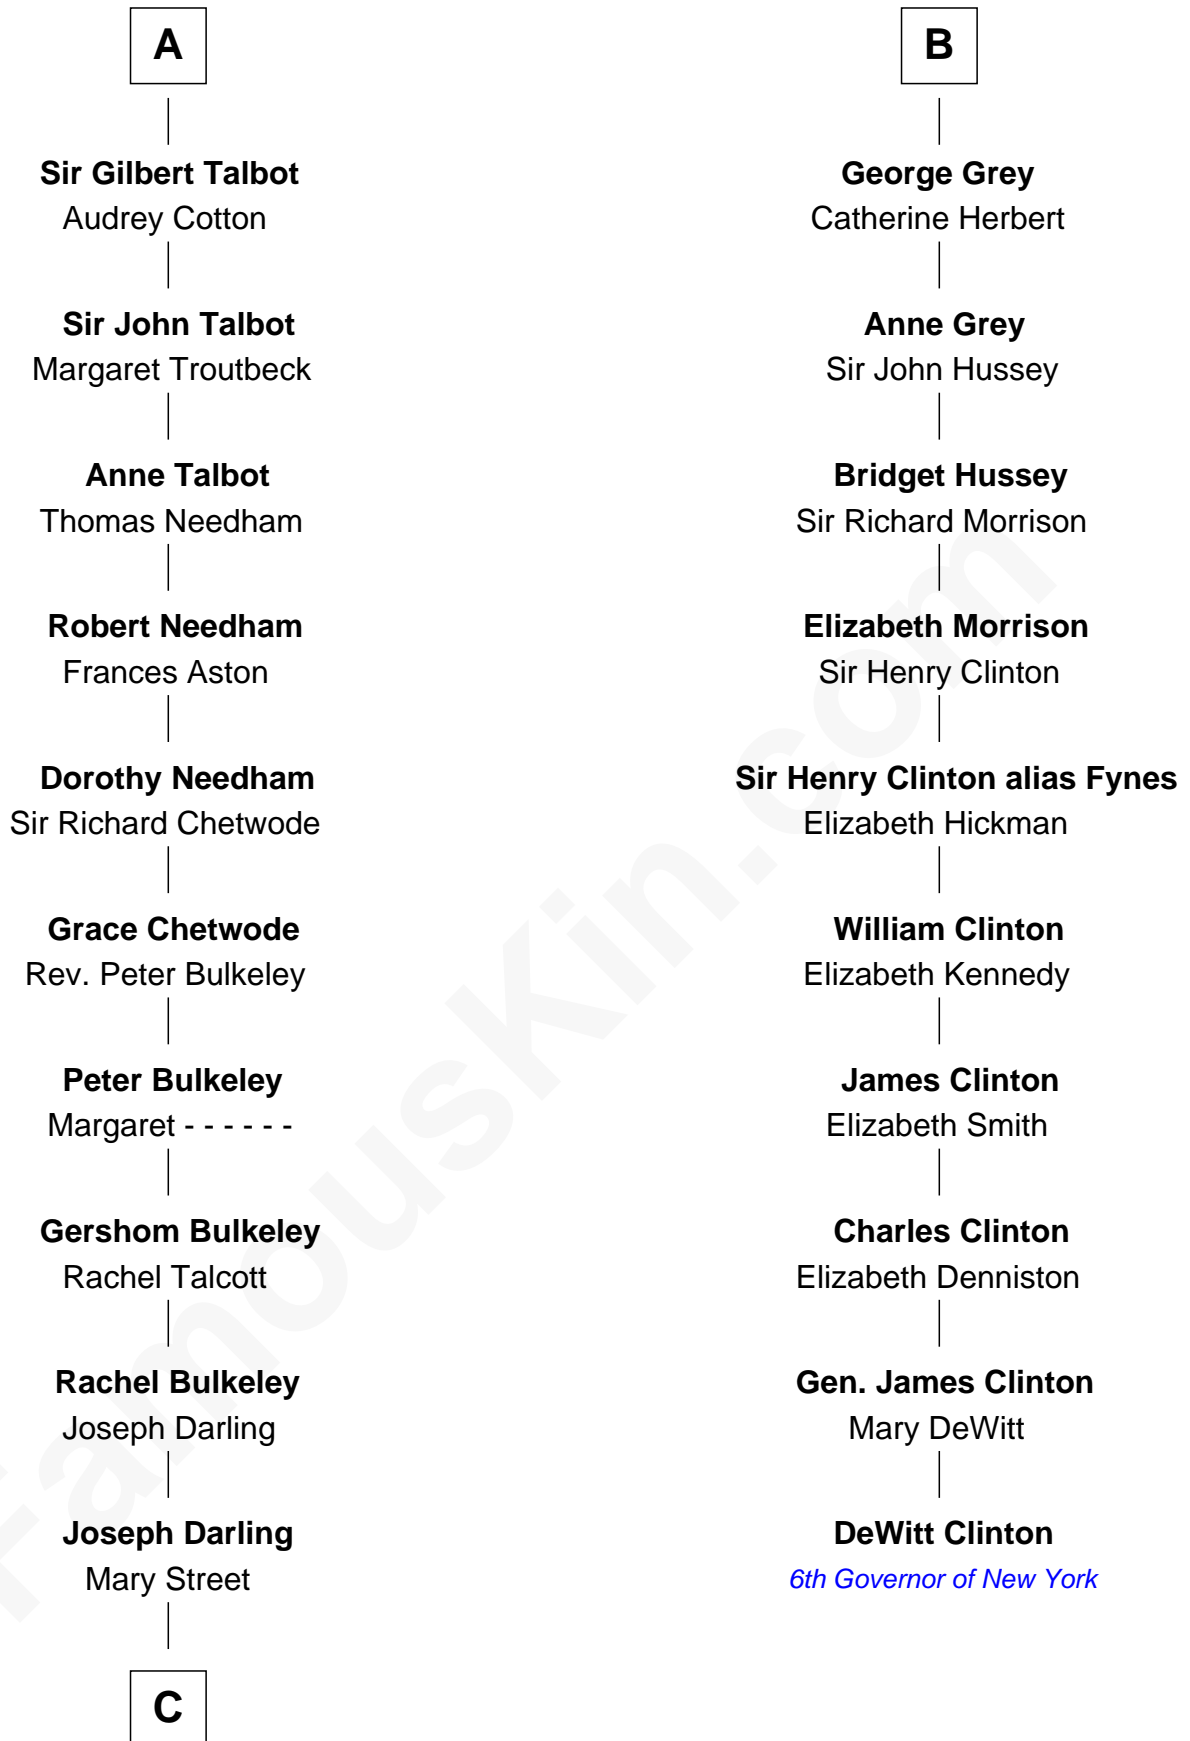 A
Sir Gilbert Talbot
Audrey Cotton
Sir John Talbot
Margaret Troutbeck
Anne Talbot
Thomas Needham
Robert Needham
Frances Aston
Dorothy Needham
Sir Richard Chetwode
Grace Chetwode
Rev. Peter Bulkeley
Peter Bulkeley
Margaret - - - - - -
Gershom Bulkeley
Rachel Talcott
Rachel Bulkeley
Joseph Darling
Joseph Darling
Mary Street
C
B
George Grey
Catherine Herbert
Anne Grey
Sir John Hussey
Bridget Hussey
Sir Richard Morrison
Elizabeth Morrison
Sir Henry Clinton
Sir Henry Clinton alias Fynes
Elizabeth Hickman
William Clinton
Elizabeth Kennedy
James Clinton
Elizabeth Smith
Charles Clinton
Elizabeth Denniston
Gen. James Clinton
Mary DeWitt
DeWitt Clinton
6th Governor of New York
FamousKin.com